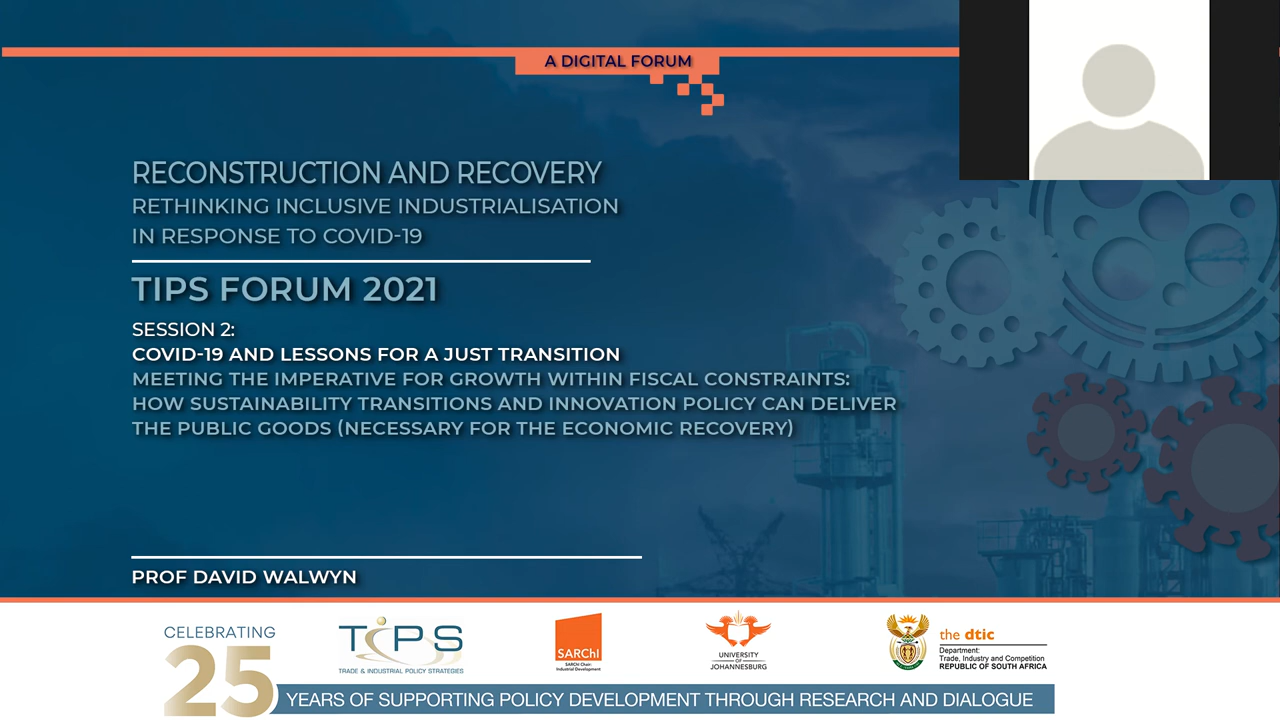 A DIGITAL FORUM
RECONSTRUCTION AND RECOVERY
RETHINKING INCLUSIVE INDUSTRIALISATION
IN RESPONSE TO COVID-19
TIPS FORUM 2021
SESSION 2:
COVID-19 AND LESSONS FOR A JUST TRANSITION
MEETING THE IMPERATIVE FOR GROWTH WITHIN FISCAL CONSTRAINTS:
HOW SUSTAINABILITY TRANSITIONS AND INNOVATION POLICY CAN DELIVER
THE PUBLIC GOODS (NECESSARY FOR THE ECONOMIC RECOVERY)
PROF DAVID WALWYN
CELEBRATING
25
TIPS
TRADE & INDUSTRIAL POLICY STRATEGIES
SARChI
SARChI Chair:
Industrial Development
UNIVERSITY
OF
JOHANNESBURG
the dtic
Department:
Trade, Industry and Competition
REPUBLIC OF SOUTH AFRICA
YEARS OF SUPPORTING POLICY DEVELOPMENT THROUGH RESEARCH AND DIALOGUE